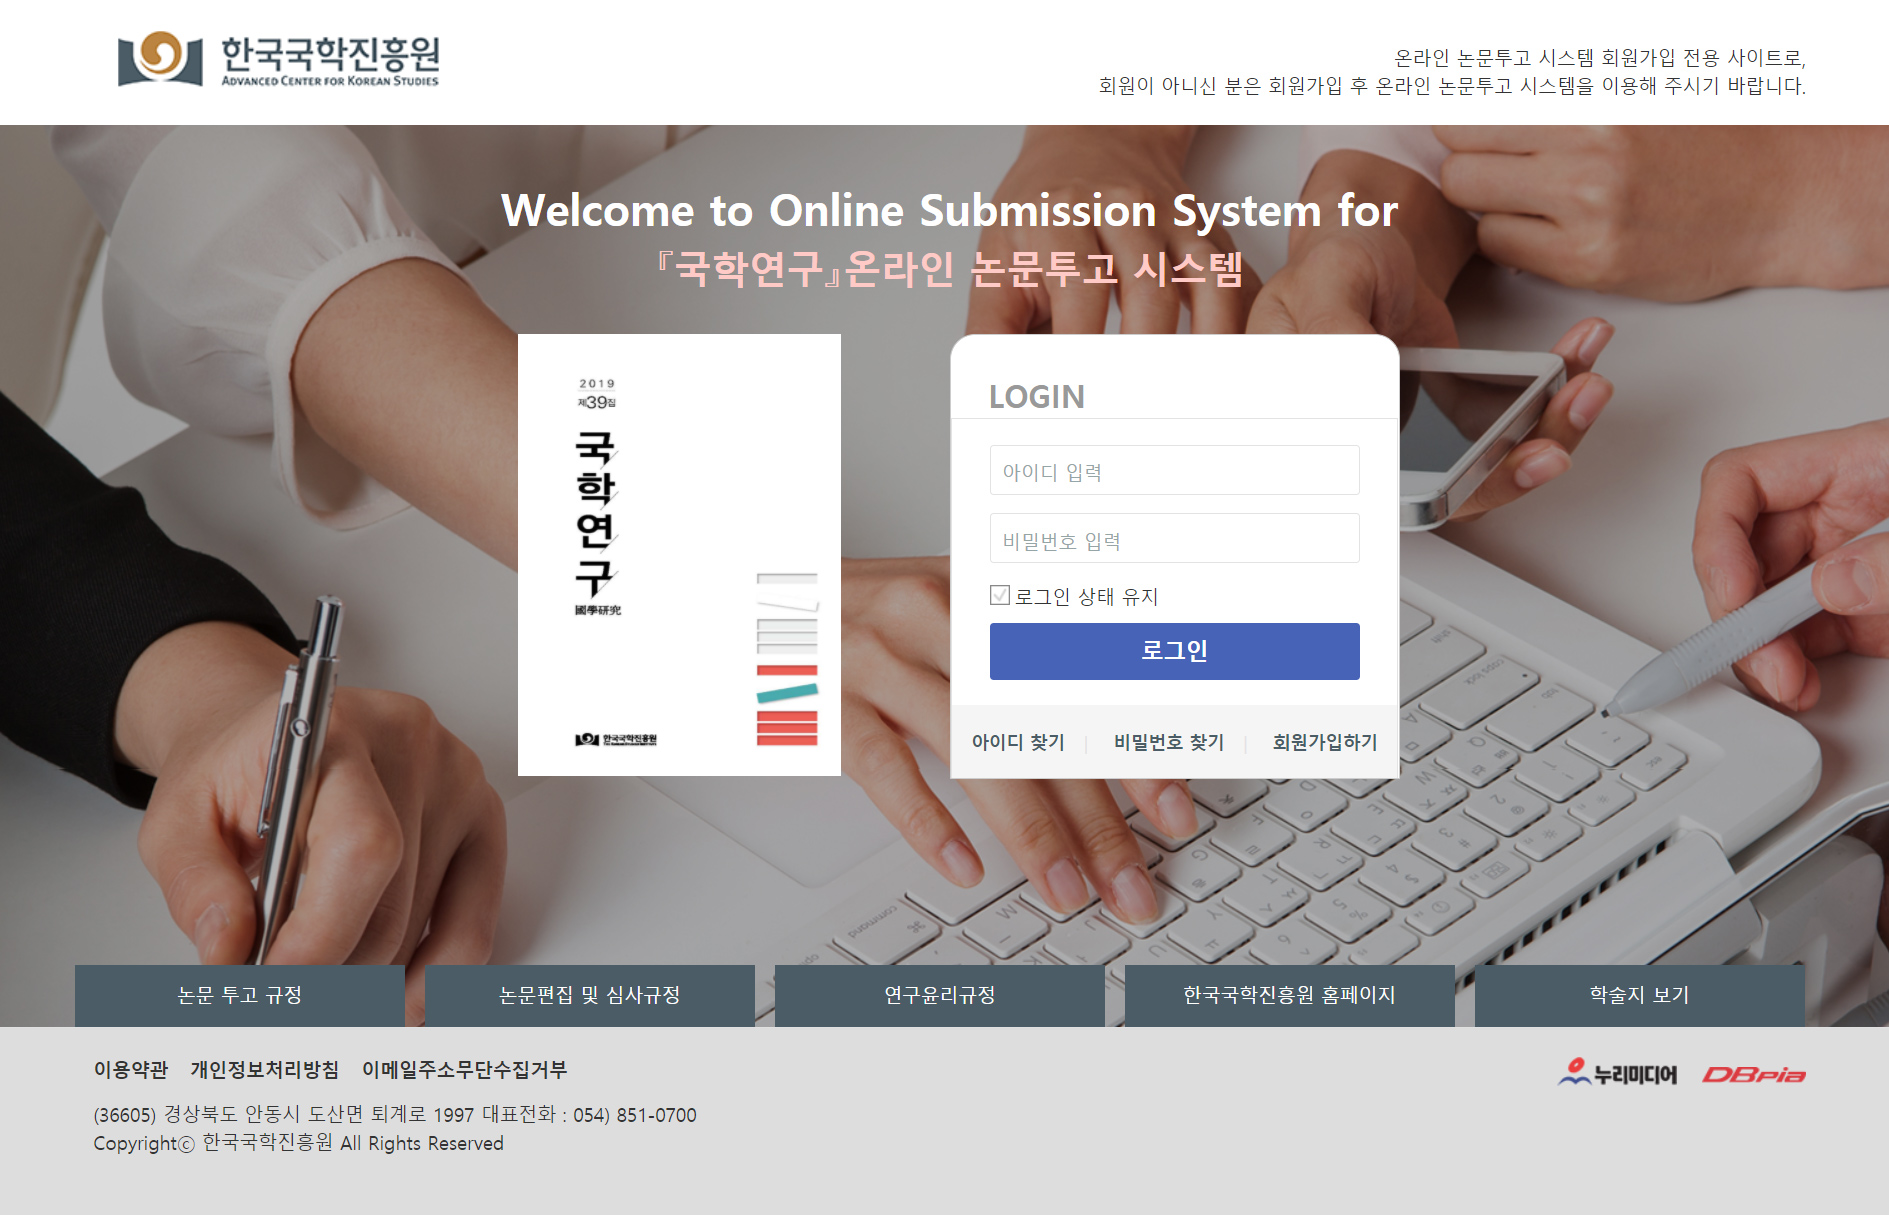 한국국학진흥원
ADVANCED CENTER FOR KOREAN STUDIES
온라인 논문투고 시스템 회원가입 전용 사이트로,
회원이 아니신 분은 회원가입 후 온라인 논문투고 시스템을 이용해 주시기 바랍니다.
Welcome to Online Submission System for
『국학연구』온라인 논문투고 시스템
2019
제39집
국학연구
國學硏究
한국국학진흥원
LOGIN
아이디 입력
비밀번호 입력
로그인 상태 유지
로그인
아이디 찾기 | 비밀번호 찾기 | 회원가입하기
논문 투고 규정
논문편집 및 심사규정
연구윤리규정
한국국학진흥원 홈페이지
학술지 보기
이용약관 개인정보처리방침 이메일주소무단수집거부
누리미디어 DBpia
(36605) 경상북도 안동시 도산면 퇴계로 1997 대표전화 : 054) 851-0700
Copyrightⓒ 한국국학진흥원 All Rights Reserved